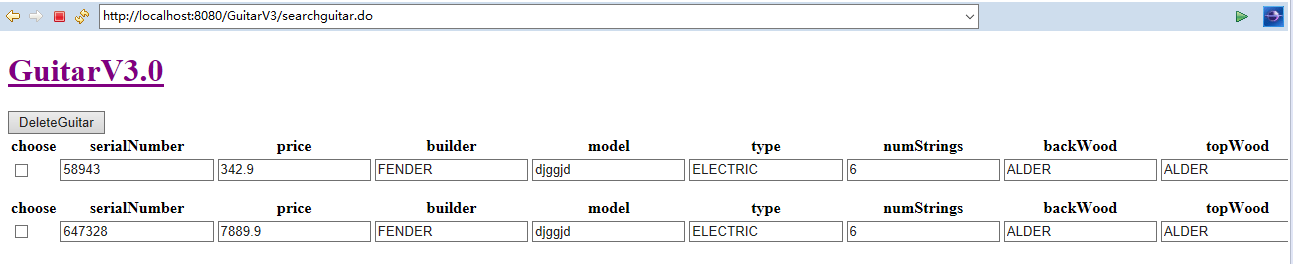 http://localhost:8080/GuitarV3/searchguitar.do
GuitarV3.0
DeleteGuitar
choose serialNumber price builder model type numStrings backWood topWood
58943 342.9 FENDER djggjd ELECTRIC 6 ALDER ALDER
choose serialNumber price builder model type numStrings backWood topWood
647328 7889.9 FENDER djggjd ELECTRIC 6 ALDER ALDER